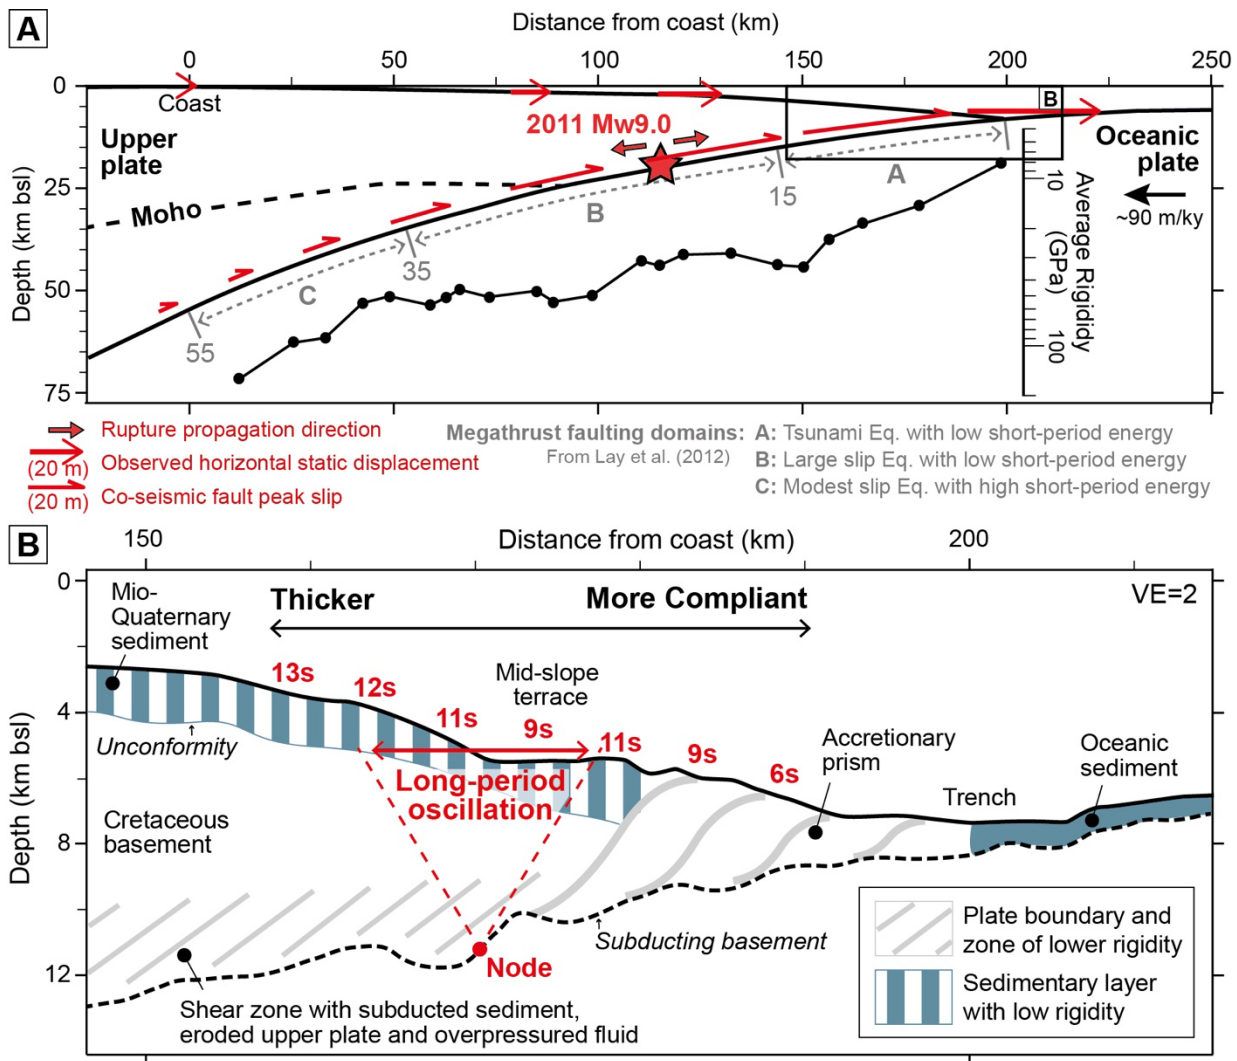 A
Distance from coast (km)
0
50
100
150
200
250
0
25
50
75
Depth (km bsl)
Coast
Upper
plate
2011 Mw9.0
B
Oceanic
plate
~90 m/ky
Moho
A
B
C
15
35
55
10
100
Average Rigididy
(GPa)
Rupture propagation direction
(20 m)
Observed horizontal static displacement
(20 m)
Co-seismic fault peak slip
Megathrust faulting domains:
From Lay et al. (2012)
A: Tsunami Eq. with low short-period energy
B: Large slip Eq. with low short-period energy
C: Modest slip Eq. with high short-period energy
B
Distance from coast (km)
150
200
0
4
8
12
Depth (km bsl)
VE=2
Mio-
Quaternary
sediment
Thicker
More Compliant
13s
12s
11s
9s
11s
9s
6s
Mid-slope
terrace
Unconformity
Long-period
oscillation
Accretionary
prism
Oceanic
sediment
Trench
Cretaceous
basement
Subducting basement
Node
Shear zone with subducted sediment,
eroded upper plate and overpressured fluid
Plate boundary and
zone of lower rigidity
Sedimentary layer
with low rigidity